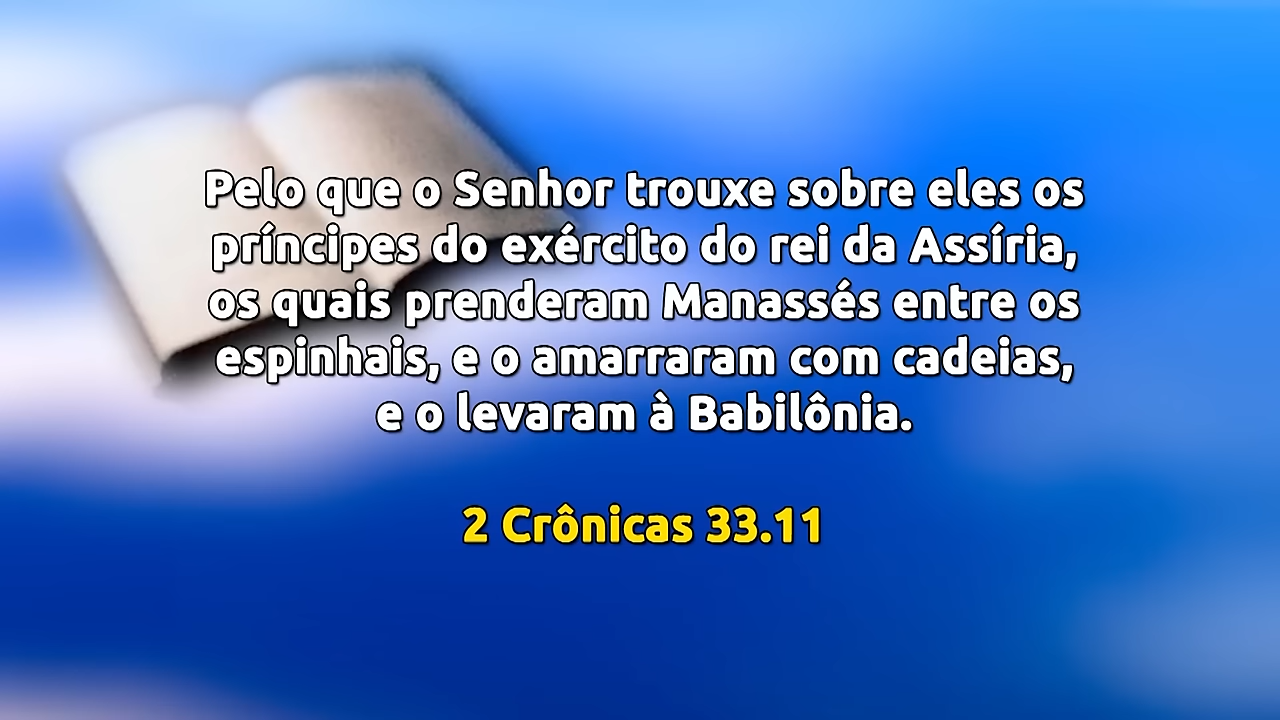 Pelo que o Senhor trouxe sobre eles os
príncipes do exército do rei da Assíria,
os quais prenderam Manassés entre os
espinhais, e o amarraram com cadeias,
e o levaram à Babilônia.
2 Crônicas 33.11